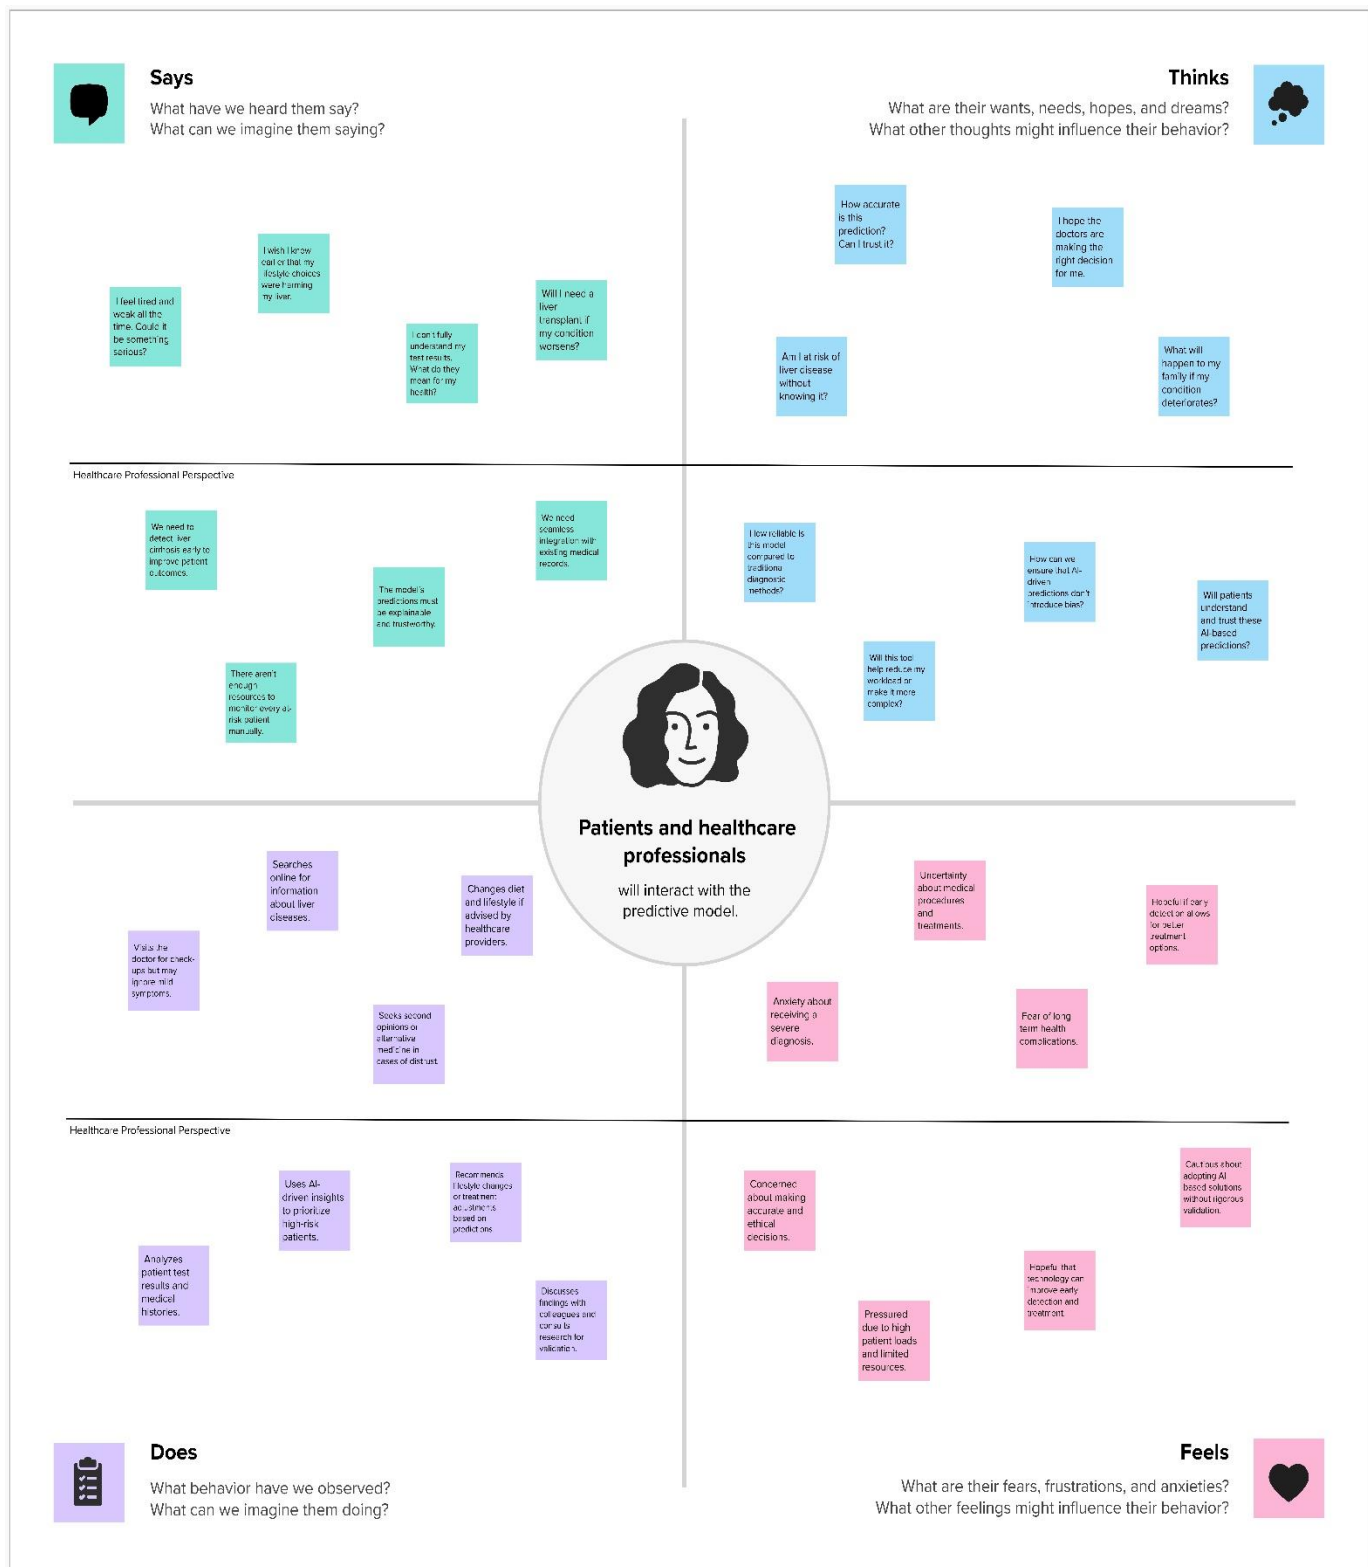 Says
What have we heard them say?
What can we imagine them saying?
Thinks
What are their wants, needs, hopes, and dreams?
What other thoughts might influence their behavior?
I feel tired and
weak all the
time. Could it
be something
serious?
I wish I knew
earlier that my
lifestyle choices
were harming
my liver.
I can't fully
understand my
test results.
What do they
mean for my
health?
Will I need a
liver
transplant if
my condition
worsens?
How accurate
is this
prediction?
Can I trust it?
I hope the
doctors are
making the
right decision
for me.
Am I at risk of
liver disease
without
knowing it?
What will
happen to my
family if my
condition
deteriorates?
Healthcare Professional Perspective
We need to
detect liver
cirrhosis early to
improve patient
outcomes.
There aren't
enough
resources to
monitor every at-
risk patient
manually.
The model's
predictions must
be explainable
and trustworthy.
We need
seamless
integration with
existing medical
records.
How reliable is
this model
compared to
traditional
diagnostic
methods?
Will this tool
help reduce my
workload or
make it more
complex?
How can we
ensure that AI-
driven
predictions don't
introduce bias?
Will patients
understand
and trust these
AI-based
predictions?
Patients and healthcare
professionals
will interact with the
predictive model.
Visits the
doctor for check-
ups but may
ignore mild
symptoms.
Searches
online for
information
about liver
diseases.
Seeks second
opinions or
alternative
medicine in
cases of distrust.
Changes diet
and lifestyle if
advised by
healthcare
providers.
Anxiety about
receiving a
severe
diagnosis.
Uncertainty
about medical
procedures
and
treatments.
Fear of long
term health
complications.
Hopeful if early
detection allows
for better
treatment
options.
Healthcare Professional Perspective
Analyzes
patient test
results and
medical
histories.
Uses AI-
driven insights
to prioritize
high-risk
patients.
Recommends
lifestyle changes
or treatment
adjustments
based on
predictions
Discusses
findings with
colleagues and
consults
research for
validation.
Concerned
about making
accurate and
ethical
decisions.
Pressured
due to high
patient loads
and limited
resources.
Hopeful that
technology can
improve early
detection and
treatment.
Cautious about
adopting AI
based solutions
without rigorous
validation.
Does
What behavior have we observed?
What can we imagine them doing?
Feels
What are their fears, frustrations, and anxieties?
What other feelings might influence their behavior?